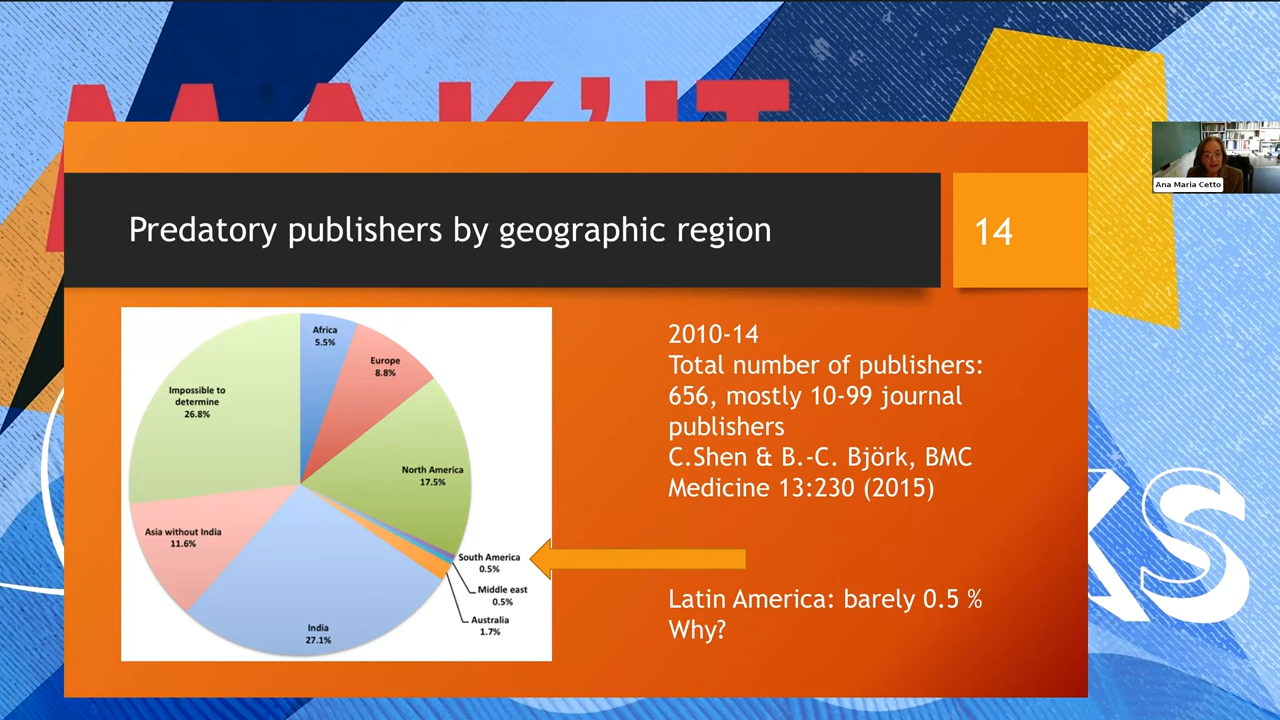 MAK'IT
Predatory publishers by geographic region
14
Ana Maria Cetto
Africa
5.5%
Europe
8.8%
Impossible to
determine
26.8%
North America
17.5%
Asia without India
11.6%
South America
0.5%
Middle east
0.5%
Australia
1.7%
India
27.1%
2010-14
Total number of publishers:
656, mostly 10-99 journal
publishers
C.Shen & B.-C. Björk, BMC
Medicine 13:230 (2015)
Latin America: barely 0.5 %
Why?
KS